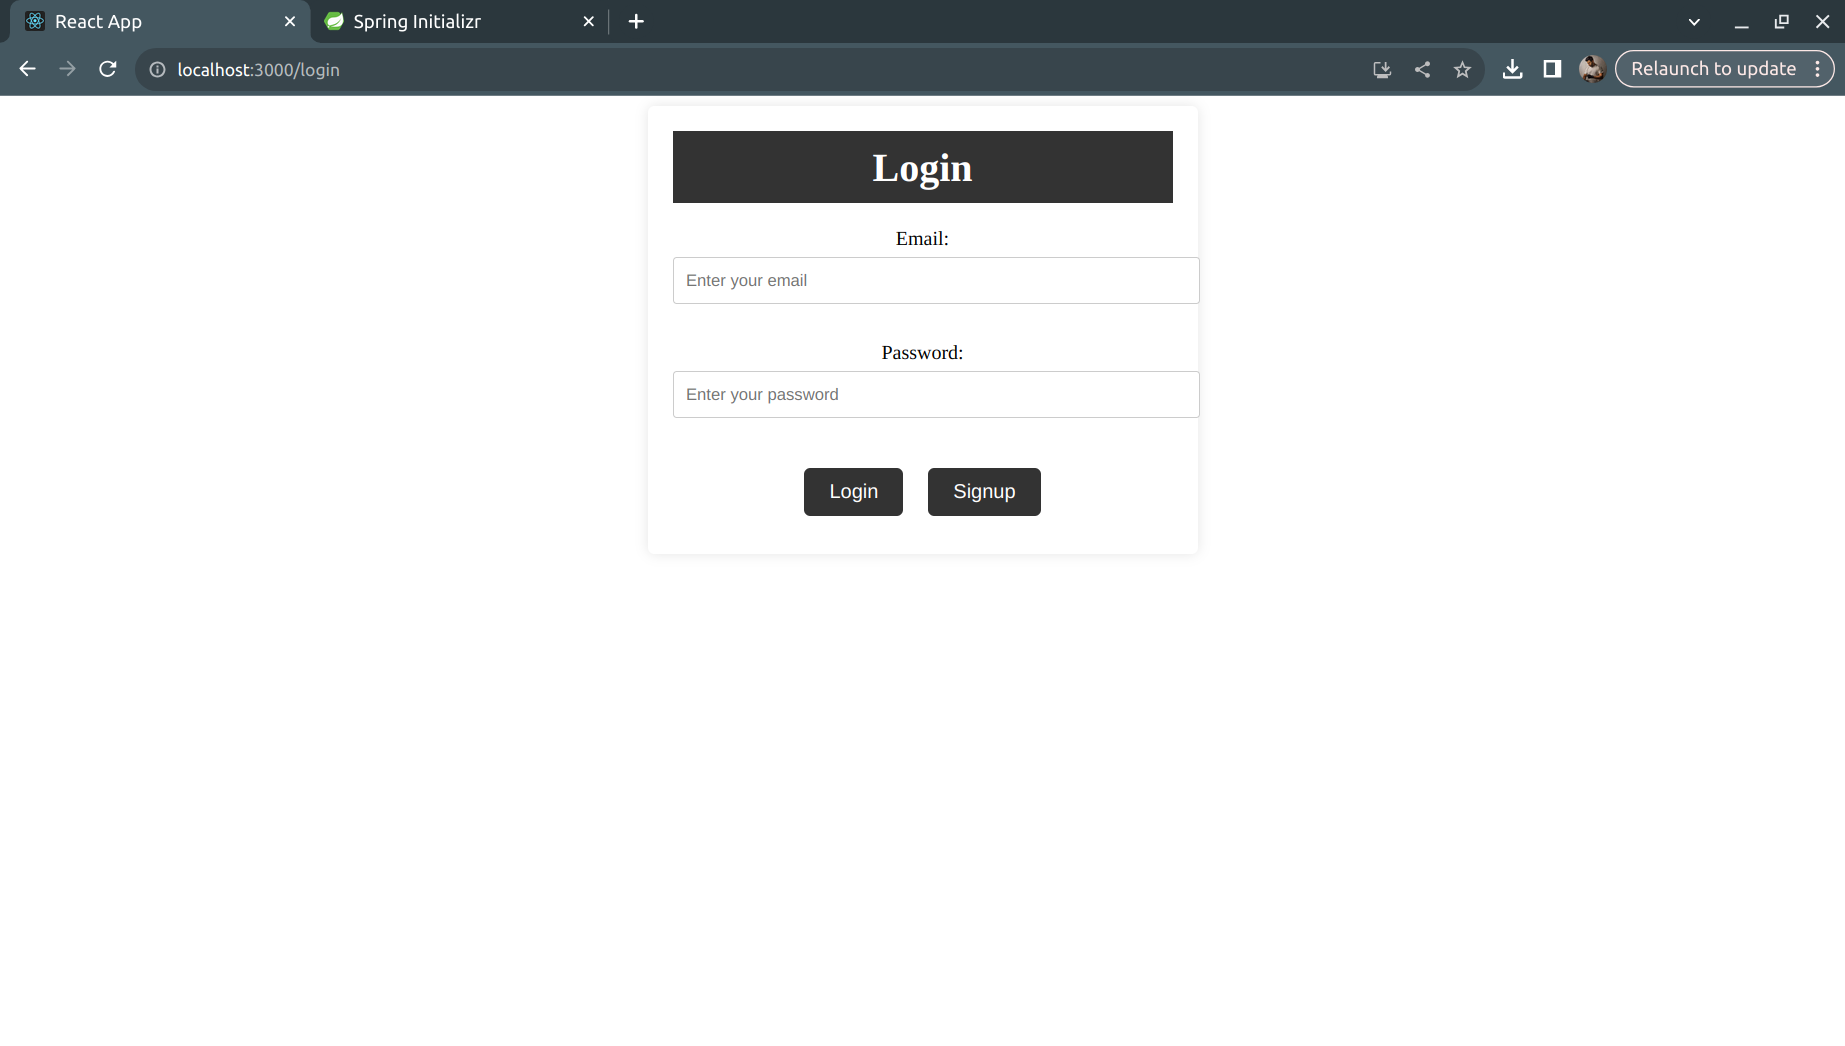 React App
Spring Initializr
localhost:3000/login
Relaunch to update
Login
Email:
Enter your email
Password:
Enter your password
Login Signup